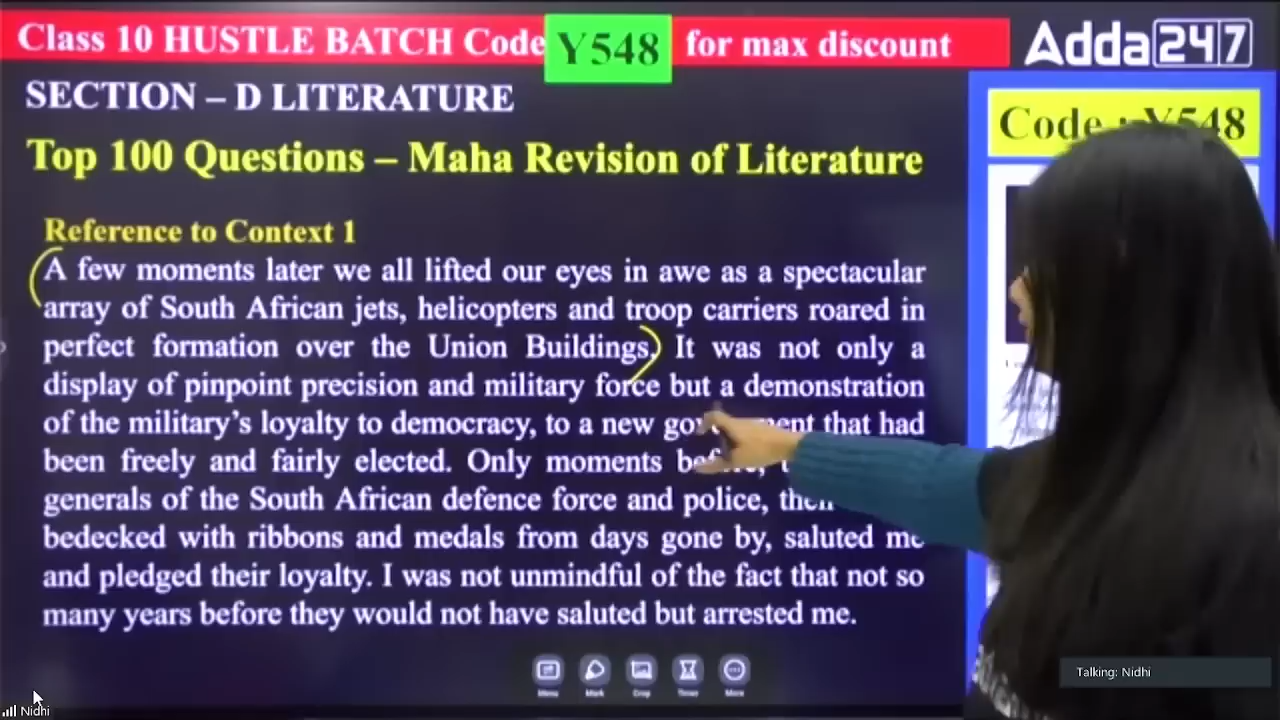 Class 10 HUSTLE BATCH Code Y548 for max discount
Adda247
SECTION – D LITERATURE
Code : Y548
Top 100 Questions – Maha Revision of Literature
Reference to Context 1
A few moments later we all lifted our eyes in awe as a spectacular
array of South African jets, helicopters and troop carriers roared in
perfect formation over the Union Buildings. It was not only a
display of pinpoint precision and military force but a demonstration
of the military's loyalty to democracy, to a new that had
been freely and fairly elected. Only moments
generals of the South African defence force and police,
bedecked with ribbons and medals from days gone by, saluted me
and pledged their loyalty. I was not unmindful of the fact that not so
many years before they would not have saluted but arrested me.
Menu Mark Crop Timer More
Talking: Nidhi
Nidhi